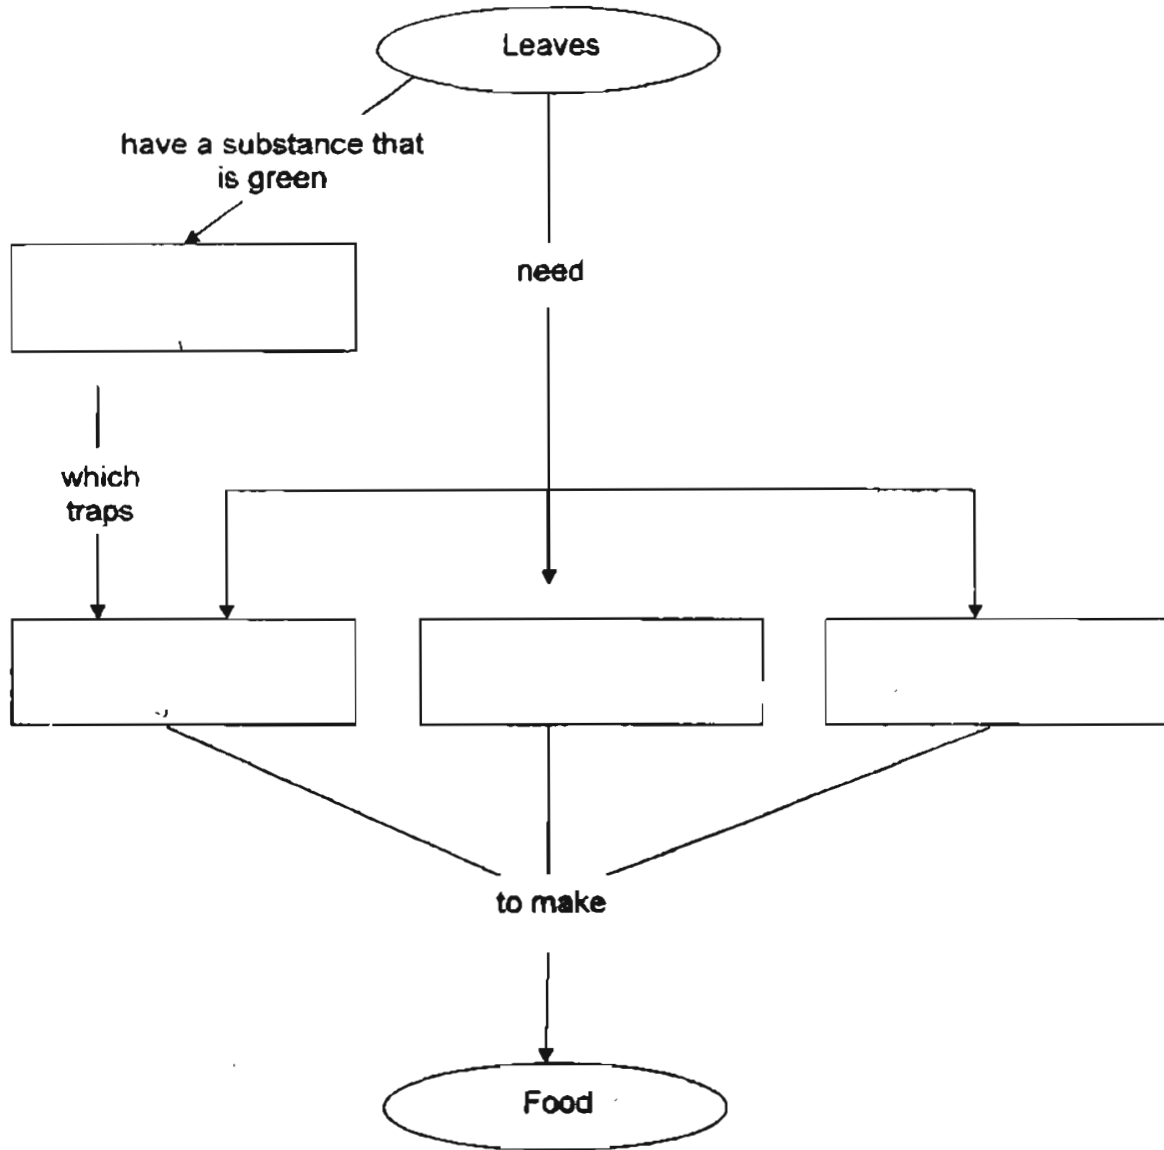 Leaves
have a substance that
is green
need
which
traps
to make
Food